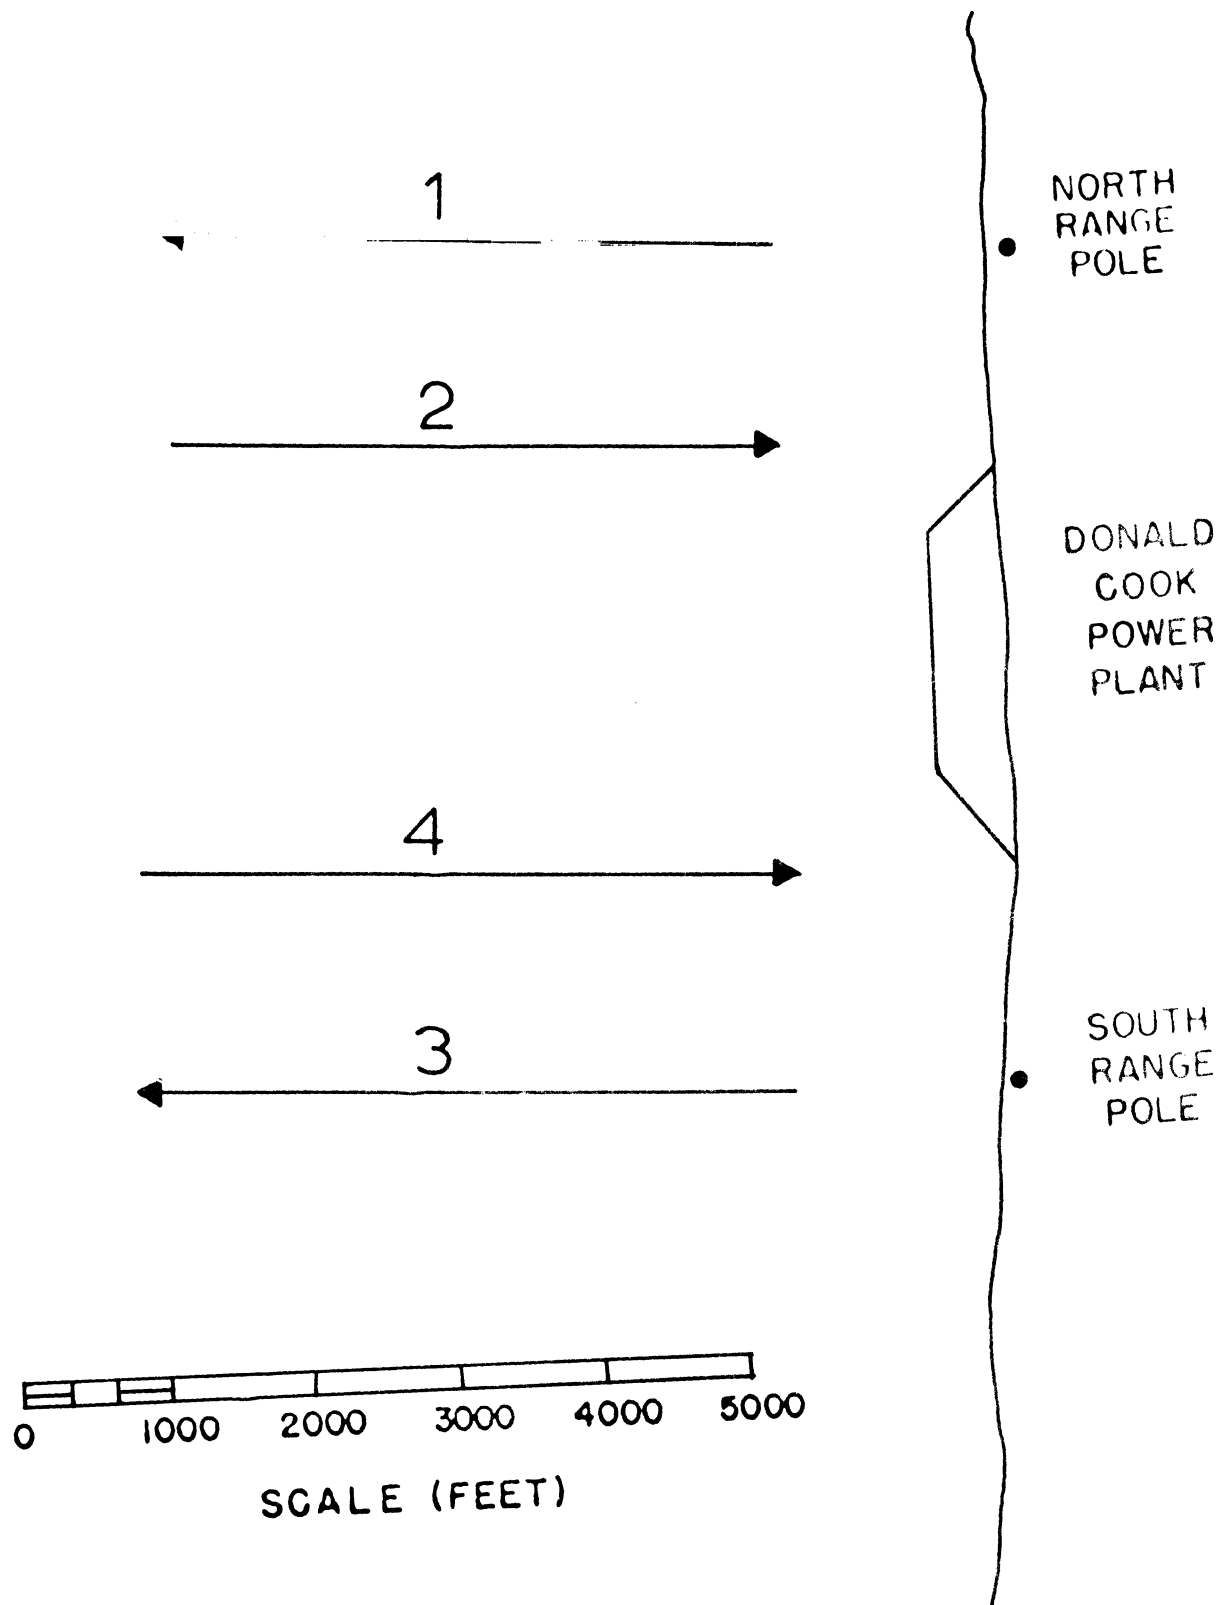 1
NORTH
RANGE
POLE
2
DONALD
COOK
POWER
PLANT
4
SOUTH
RANGE
POLE
3
0 1000 2000 3000 4000 5000
SCALE (FEET)